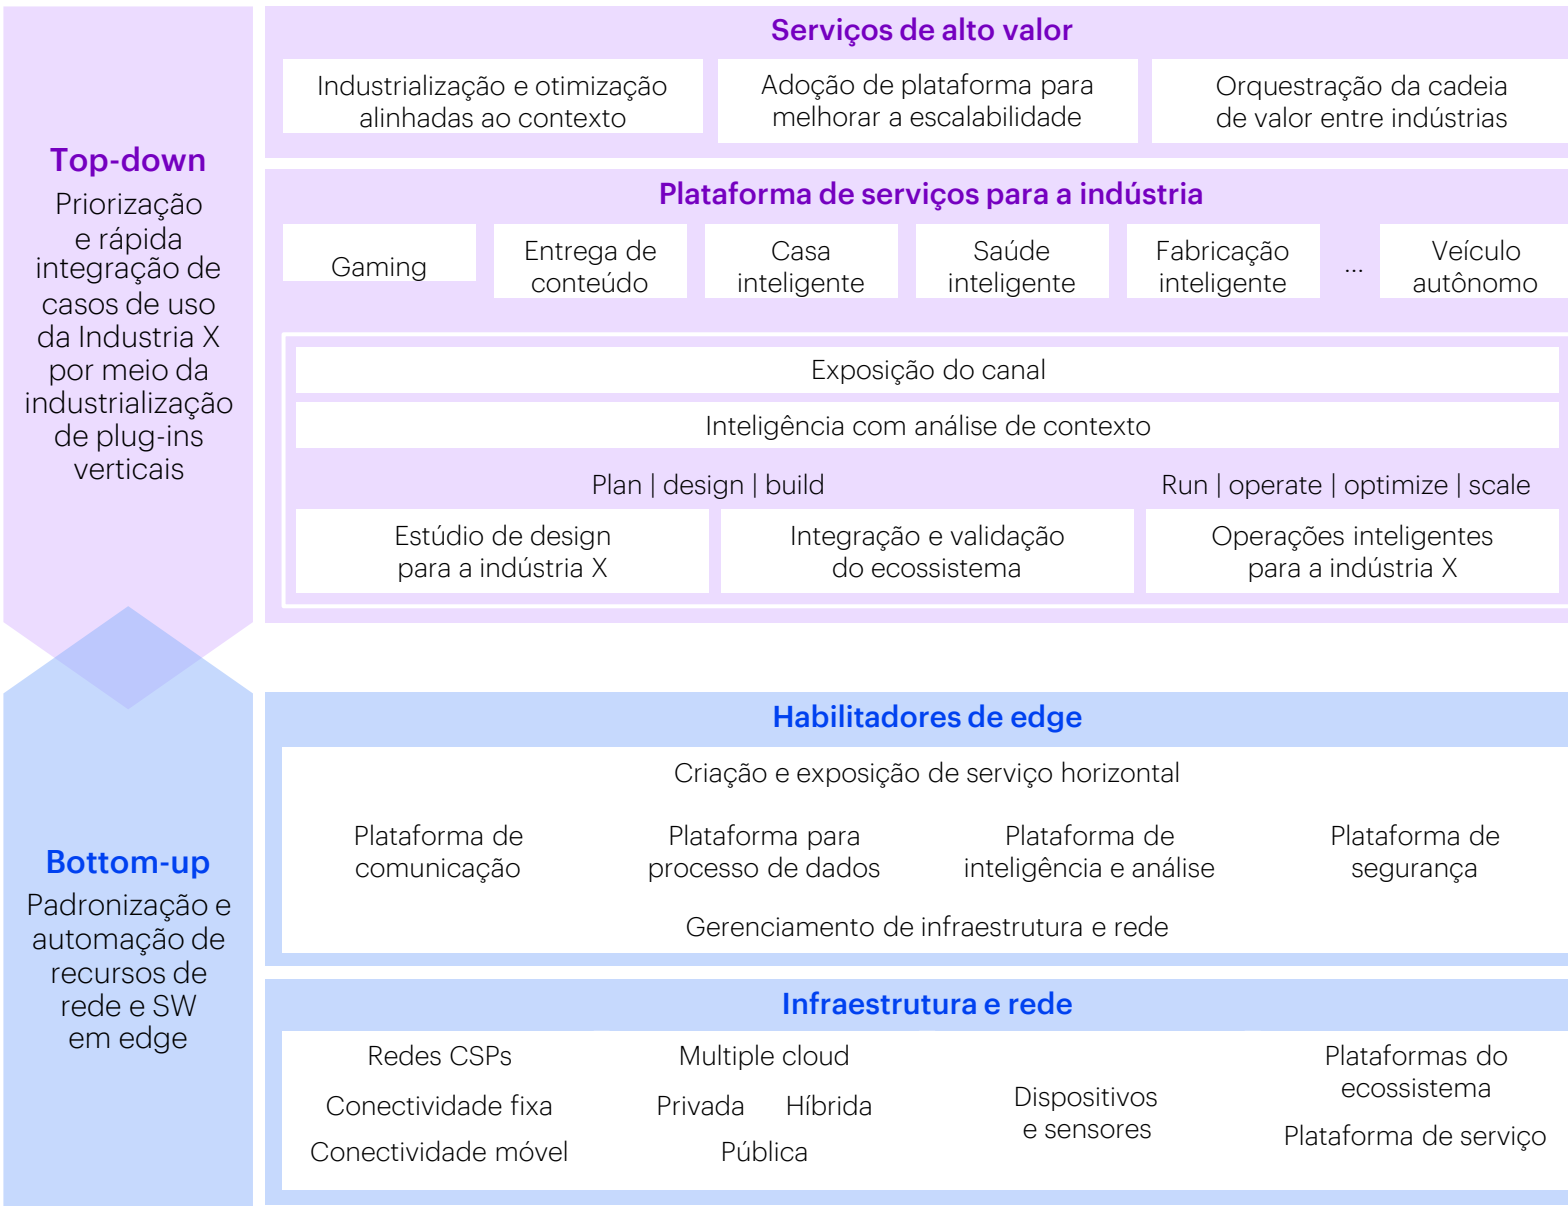 Top-down
Priorização
e rápida
integração de
casos de uso
da Industria X
por meio da
industrialização
de plug-ins
verticais
Serviços de alto valor
Industrialização e otimização
alinhadas ao contexto
Adoção de plataforma para
melhorar a escalabilidade
Orquestração da cadeia
de valor entre indústrias
Plataforma de serviços para a indústria
Gaming
Entrega de
conteúdo
Casa
inteligente
Saúde
inteligente
Fabricação
inteligente
...
Veículo
autônomo
Exposição do canal
Inteligência com análise de contexto
Plan | design | build
Run | operate | optimize | scale
Estúdio de design
para a indústria X
Integração e validação
do ecossistema
Operações inteligentes
para a indústria X
Bottom-up
Padronização e
automação de
recursos de
rede e SW
em edge
Habilitadores de edge
Criação e exposição de serviço horizontal
Plataforma de
comunicação
Plataforma para
processo de dados
Plataforma de
inteligência e análise
Plataforma de
segurança
Gerenciamento de infraestrutura e rede
Infraestrutura e rede
Redes CSPs
Conectividade fixa
Conectividade móvel
Multiple cloud
Privada Híbrida
Pública
Dispositivos
e sensores
Plataformas do
ecossistema
Plataforma de serviço